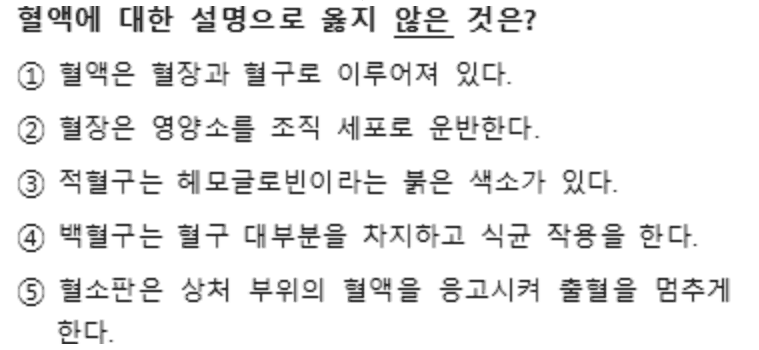 혈액에 대한 설명으로 옳지 않은 것은?
① 혈액은 혈장과 혈구로 이루어져 있다.
② 혈장은 영양소를 조직 세포로 운반한다.
③ 적혈구는 헤모글로빈이라는 붉은 색소가 있다.
④ 백혈구는 혈구 대부분을 차지하고 식균 작용을 한다.
⑤ 혈소판은 상처 부위의 혈액을 응고시켜 출혈을 멈추게
한다.